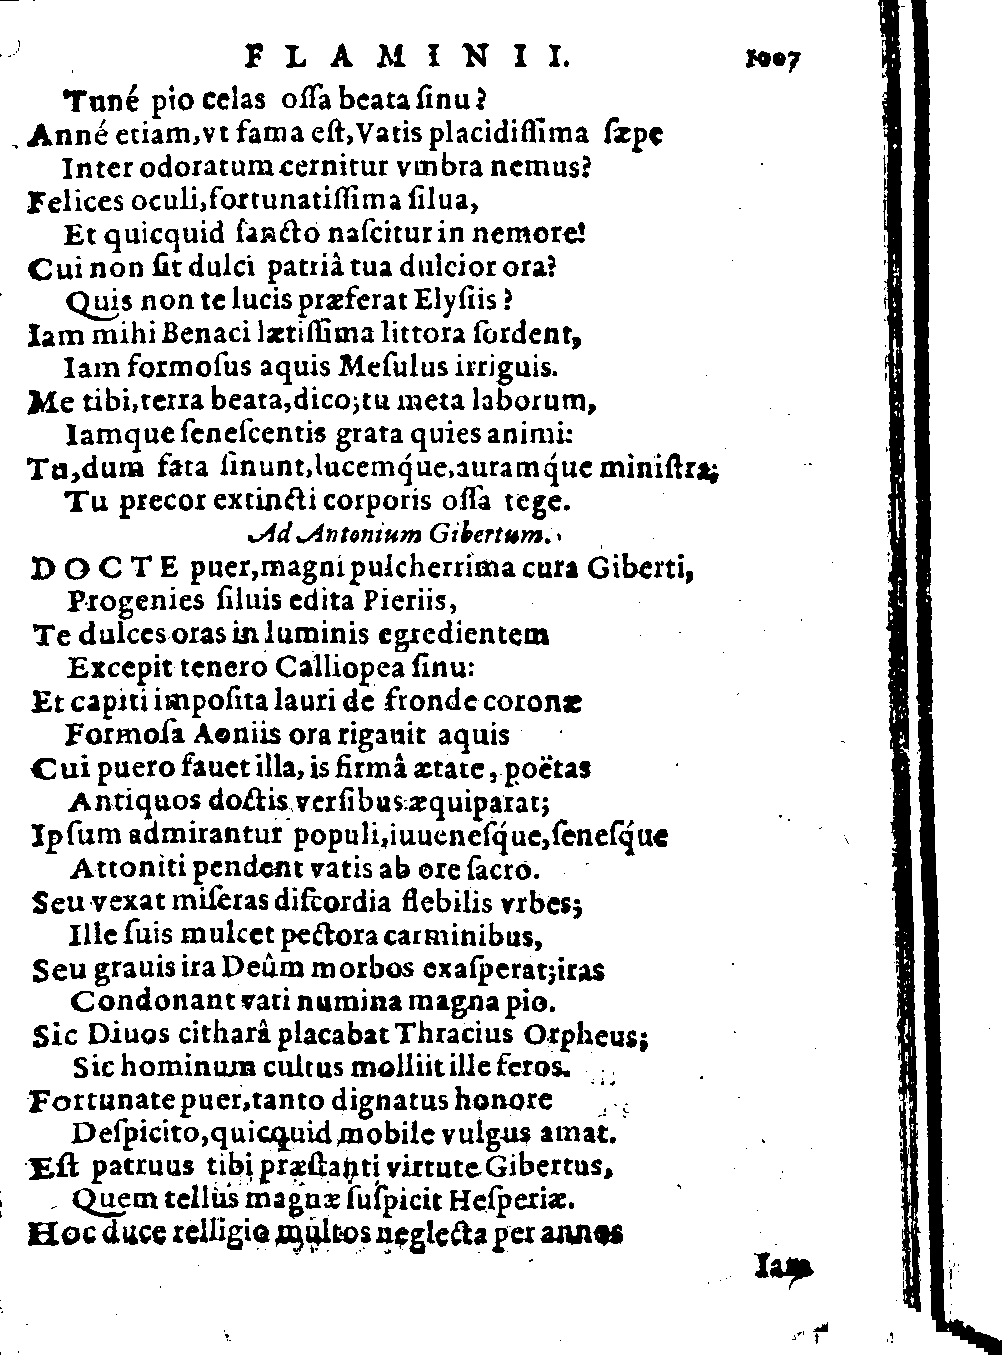 FLAMINII. 1007
Tuné pio celas oſſa beata ſinu?
Anné etiam,vt fama eſt,Vatis placidiſſima ſæpe
Inter odoratum cernitur vmbra nemus?
Felices oculi,fortunatiſſima ſilua,
Et quicquid ſancto naſcitur in nemore!
Cui non ſit dulci patriâ tua dulcior ora?
Quis non te lucis præferat Elyſiis?
Iam mihi Benaci lætiſſima littora ſordent,
Iam formoſus aquis Meſulus irriguis.
Me tibi,terra beata,dico;tu meta laborum,
Iamque ſeneſcentis grata quies animi:
Tu,dum fata ſinunt,lucemq́ue,auramq́ue miniſtra;
Tu precor extincti corporis oſſa tege.
Ad Antonium Gibertum.
DOCTE puer,magni pulcherrima cura Giberti,
Progenies ſiluis edita Pieriis,
Te dulces oras in luminis egredientem
Excepit tenero Calliopea ſinu:
Et capiti impoſita lauri de fronde coronæ
Formoſa Aoniis ora rigauit aquis
Cui puero fauet illa, is firmâ ætate, poëtas
Antiquos doctis verſibus æquiparat;
Ipſum admirantur populi,iuueneſq́ue,ſeneſq́ue
Attoniti pendent vatis ab ore ſacro.
Seu vexat miſeras diſcordia flebilis vrbes;
Ille ſuis mulcet pectora carminibus,
Seu grauis ira Deûm morbos exaſperat;iras
Condonant vati numina magna pio.
Sic Diuos citharâ placabat Thracius Orpheus;
Sic hominum cultus molliit ille feros.
Fortunate puer,tanto dignatus honore
Deſpicito,quicquid mobile vulgus amat.
Eſt patruus tibi præſtanti virtute Gibertus,
Quem tellus magnæ ſuſpicit Heſperiæ.
Hoc duce relligio multos neglecta per annos
Iam